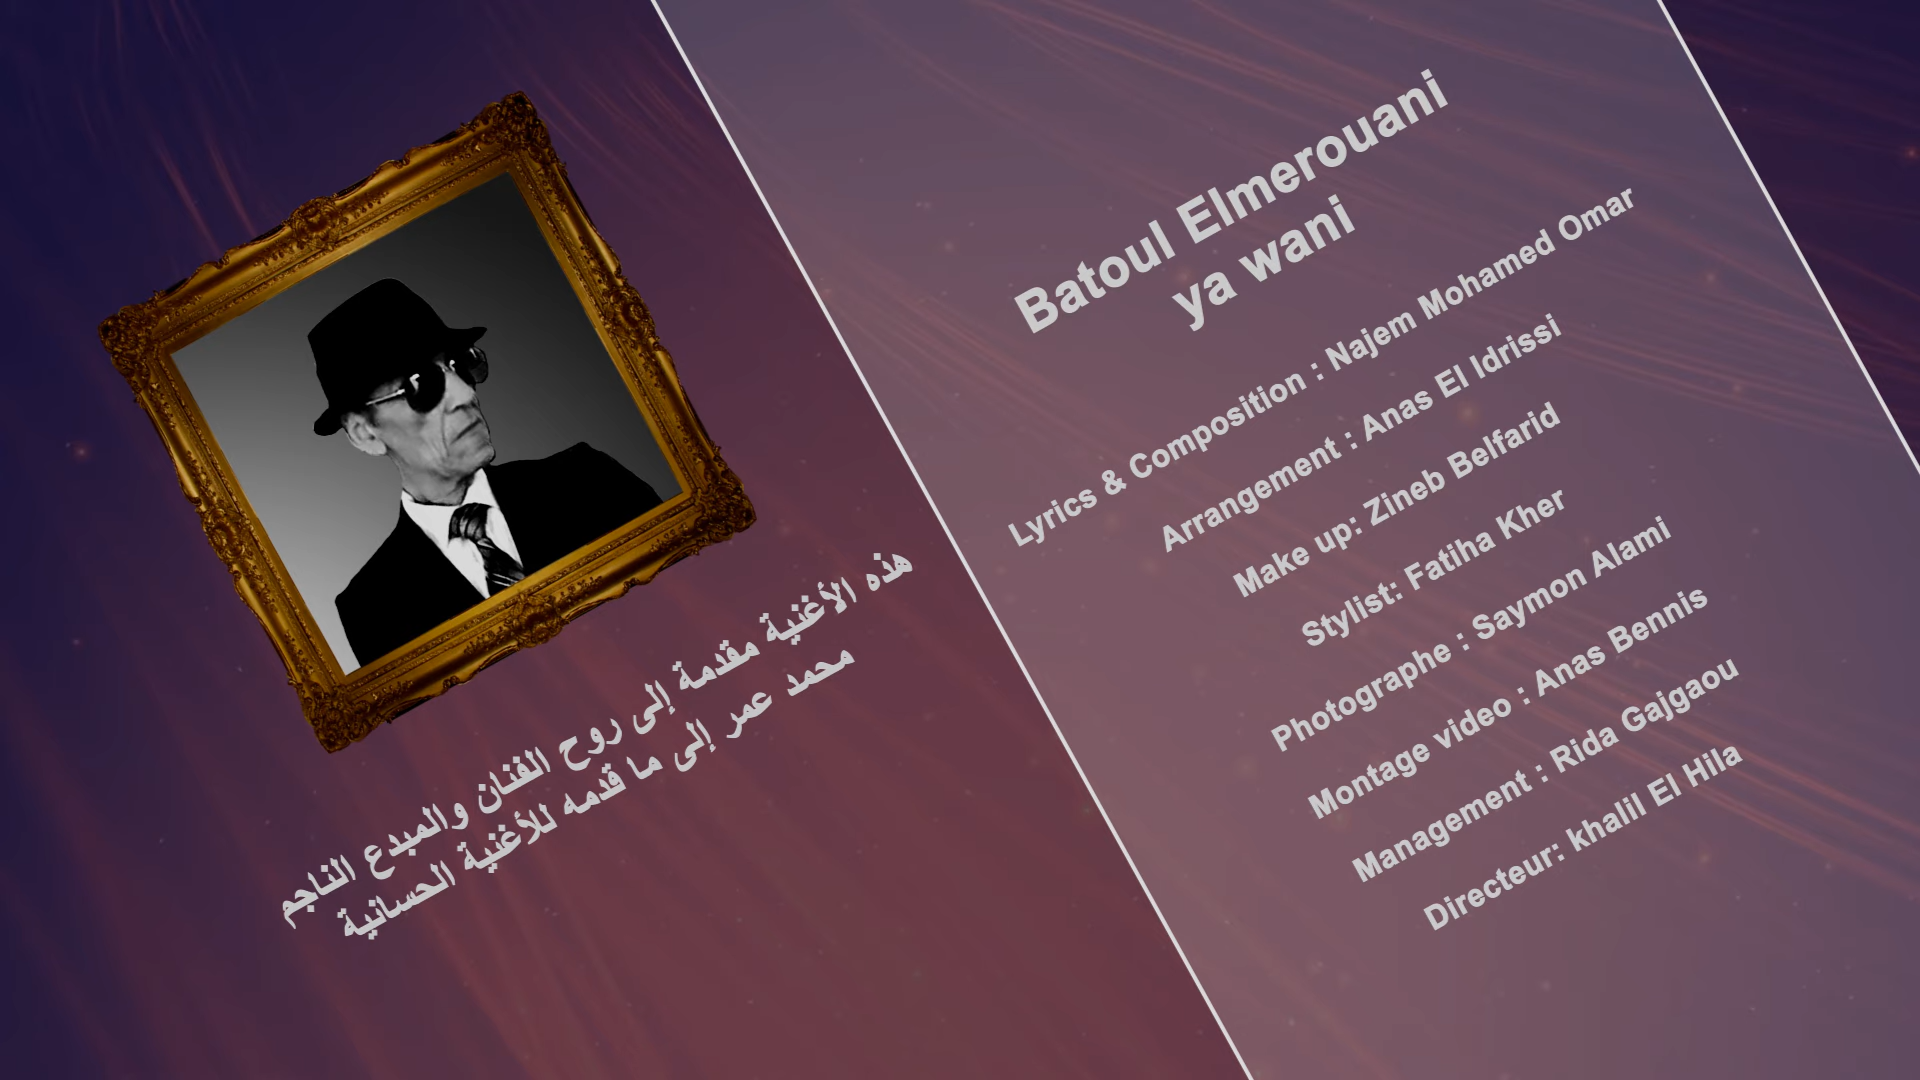 هذه الأغنية مقدمة إلى روح الفنان والمبدع الناجم
محمد عمر إلى ما قدمه للأغنية الحسانية
Batoul Elmerouani
ya wani
Lyrics & Composition : Najem Mohamed Omar
Arrangement : Anas El Idrissi
Make up: Zineb Belfarid
Stylist: Fatiha Kher
Photographe : Saymon Alami
Montage video : Anas Bennis
Management : Rida Gajgaou
Directeur: khalil El Hila